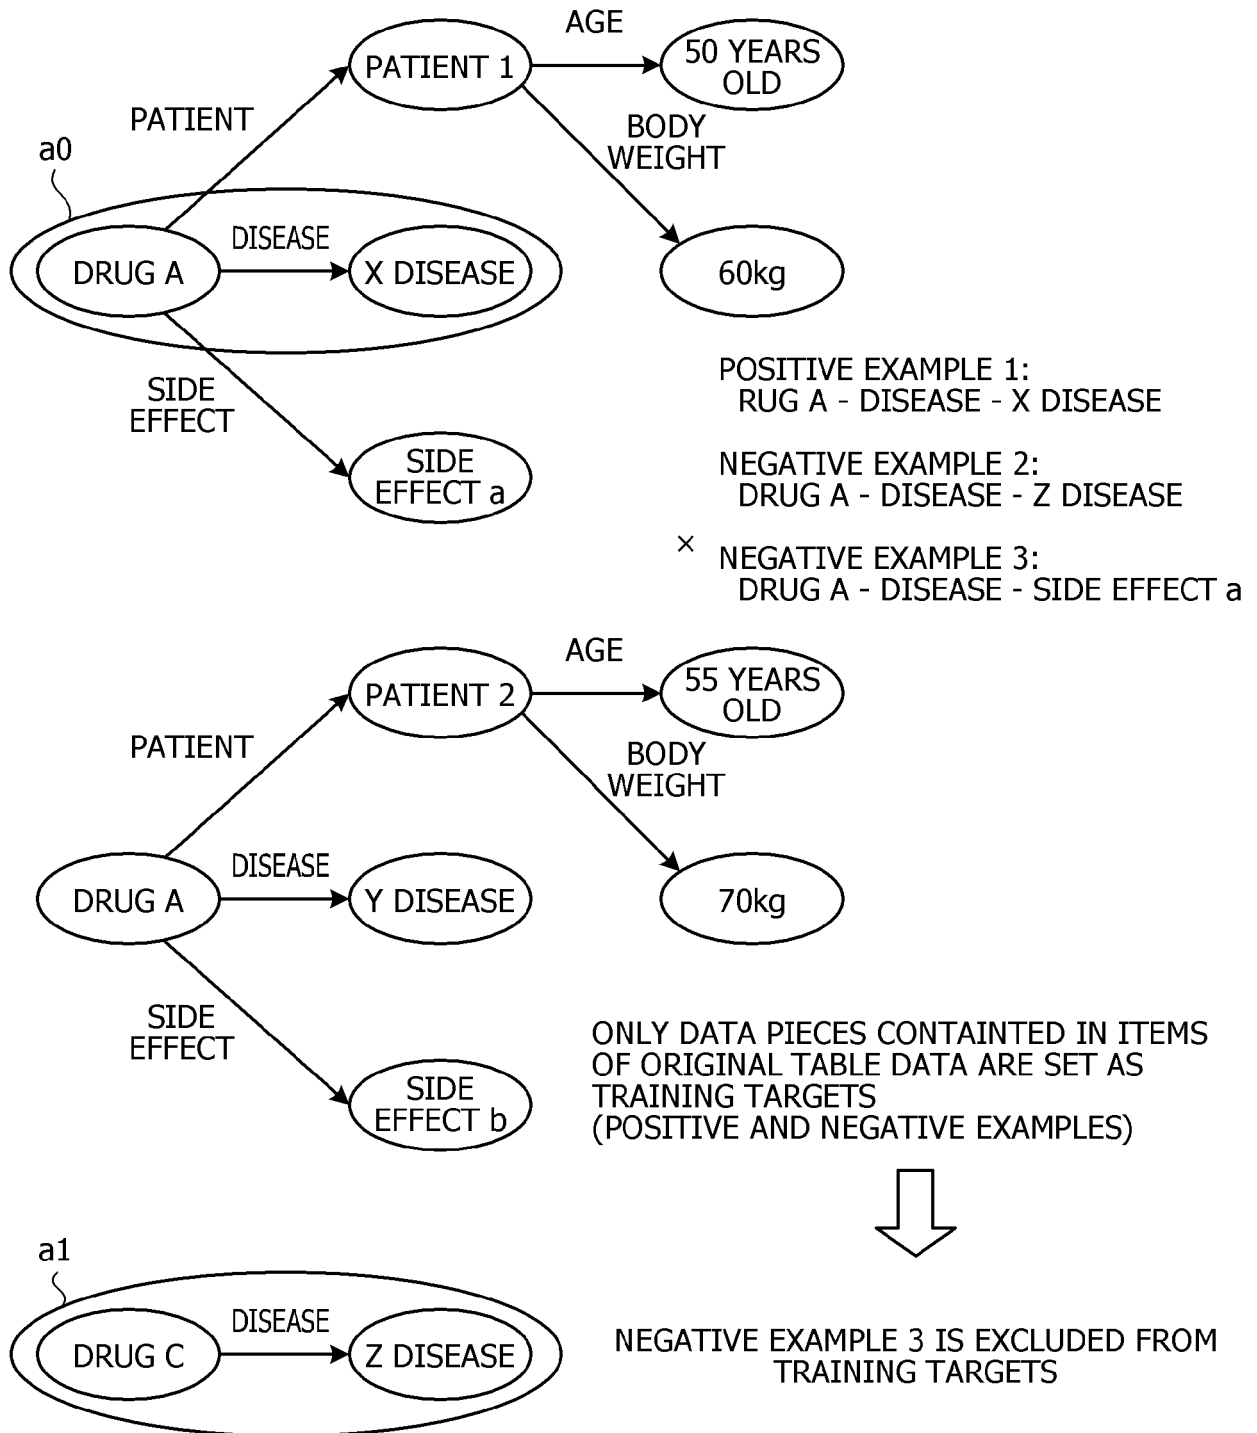 AGE
PATIENT 1
50 YEARS
OLD
PATIENT
BODY
WEIGHT
a0
DISEASE
DRUG A
X DISEASE
60kg
SIDE
EFFECT
SIDE
EFFECT a
POSITIVE EXAMPLE 1:
RUG A - DISEASE - X DISEASE
NEGATIVE EXAMPLE 2:
DRUG A - DISEASE - Z DISEASE
× NEGATIVE EXAMPLE 3:
DRUG A - DISEASE - SIDE EFFECT a
AGE
PATIENT 2
55 YEARS
OLD
PATIENT
BODY
WEIGHT
DISEASE
DRUG A
Y DISEASE
70kg
SIDE
EFFECT
SIDE
EFFECT b
ONLY DATA PIECES CONTAINTED IN ITEMS
OF ORIGINAL TABLE DATA ARE SET AS
TRAINING TARGETS
(POSITIVE AND NEGATIVE EXAMPLES)
a1
DISEASE
DRUG C
Z DISEASE
NEGATIVE EXAMPLE 3 IS EXCLUDED FROM
TRAINING TARGETS